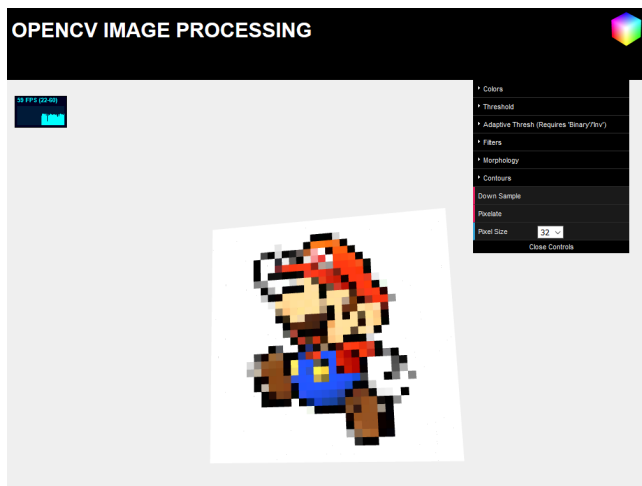 OPENCV IMAGE PROCESSING
55 FPS (22-60)
Colors
Threshold
Adaptive Thresh (Requires 'Binary'/'Inv')
Filters
Morphology
Contours
Down Sample
Pixelate
Pixel Size 32
Close Controls